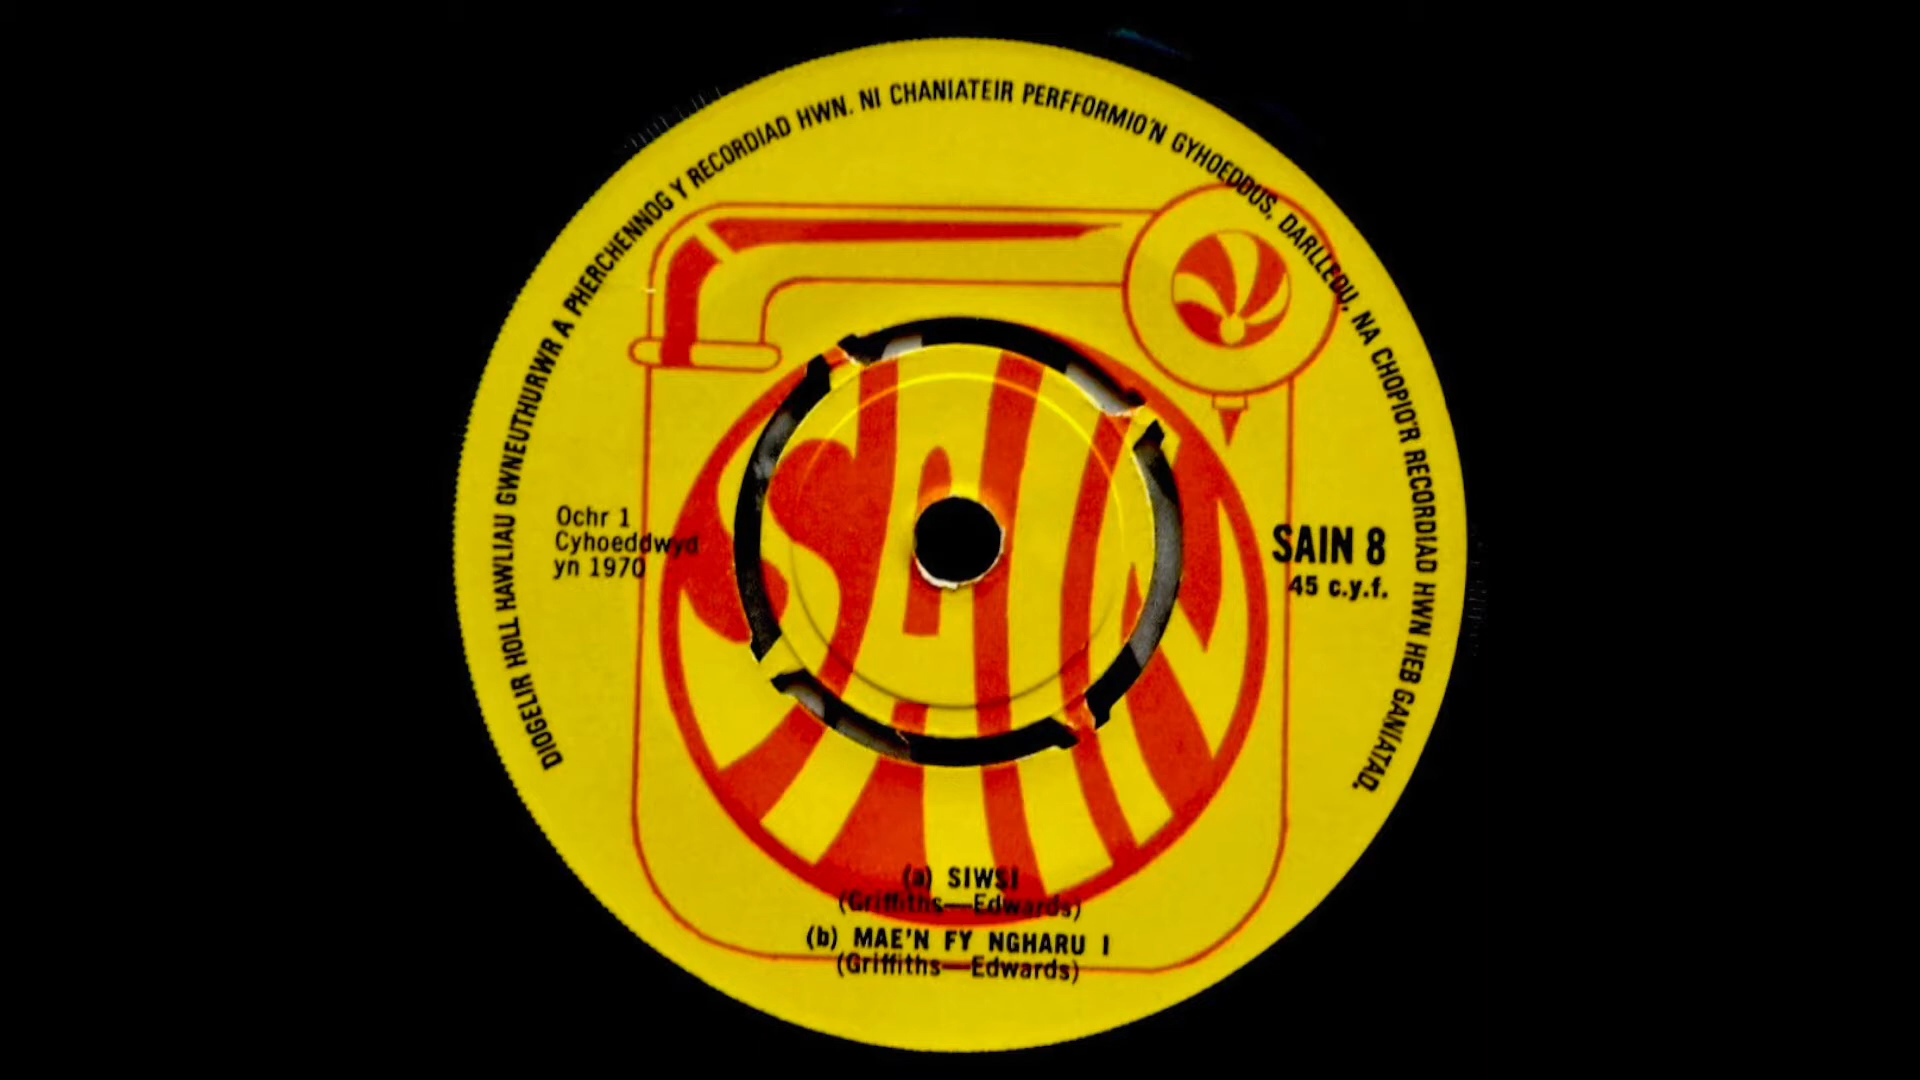 DIOGELIR HOLL HAWLIAU GWNEUTHURWR A PHERCHENNOG Y RECORDIAD HWN. NI CHANIATEIR PERFFORMIO'N GYHOEDDUS, DARLLEDU, NA CHOPIO'R RECORDIAD HWN HEB GANIATAD.
SAIN
Ochr 1
Cyhoeddwyd
yn 1970
SAIN 8
45 c.y.f.
(a) SIWSI
(Griffiths—Edwards)
(b) MAE'N FY NGHARU I
(Griffiths—Edwards)